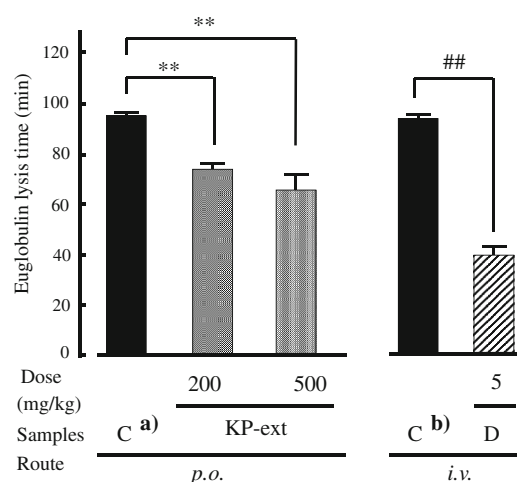 **
120
##
**
100
80
60
40
20
0
Euglobulin lysis time (min)
Dose 200 500 5
(mg/kg)
Samples C a) KP-ext C b) D
Route p.o. i.v.